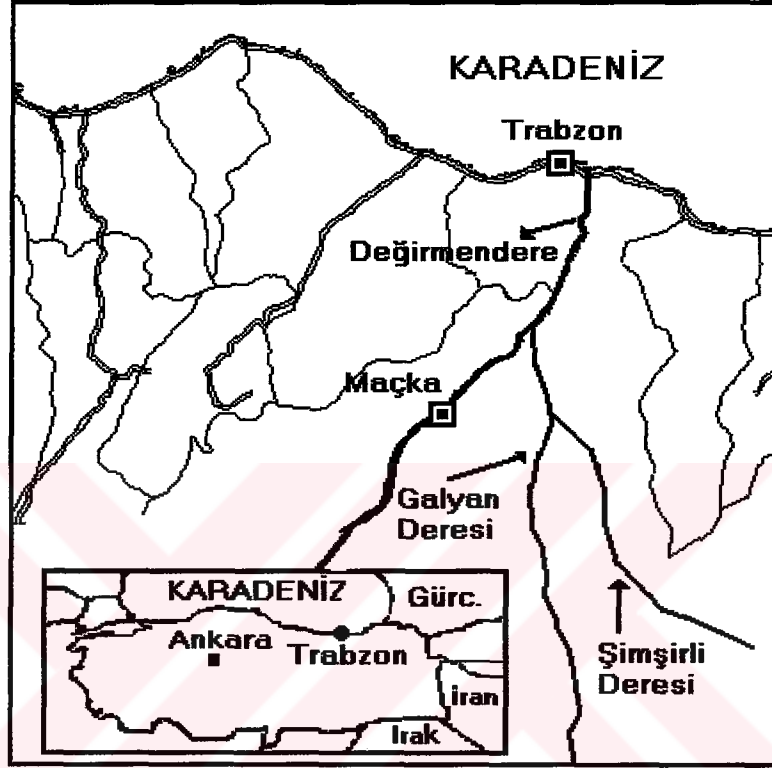 KARADENİZ
Trabzon
Değirmendere
Maçka
Galyan
Deresi
Şimşirli
Deresi
KARADENİZ
Gürc.
Ankara
Trabzon
İran
Irak